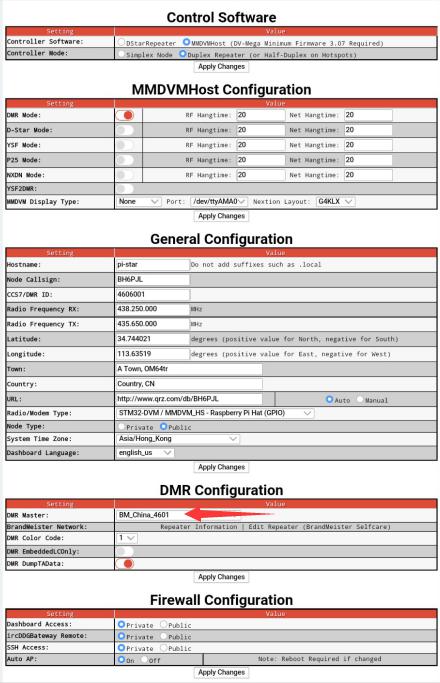 Control Software
Setting Value
Controller Software: DStarRepeater MMDVMHost (DV-Mega Minimum Firmware 3.07 Required)
Controller Mode: Simplex Node Duplex Repeater (or Half-Duplex on Hotspots)
Apply Changes
MMDVMHost Configuration
Setting Value
DMR Mode: RF Hangtime: 20 Net Hangtime: 20
D-Star Mode: RF Hangtime: 20 Net Hangtime: 20
YSF Mode: RF Hangtime: 20 Net Hangtime: 20
P25 Mode: RF Hangtime: 20 Net Hangtime: 20
NXDN Mode: RF Hangtime: 20 Net Hangtime: 20
YSF2DMR:
MMDVM Display Type: None Port: /dev/ttyAMA0 Nextion Layout: G4KLX
Apply Changes
General Configuration
Setting Value
Hostname: pi-star Do not add suffixes such as .local
Node Callsign: BH6PJL
CCS7/DMR ID: 4606001
Radio Frequency RX: 438.250.000 MHz
Radio Frequency TX: 435.650.000 MHz
Latitude: 34.744021 degrees (positive value for North, negative for South)
Longitude: 113.63519 degrees (positive value for East, negative for West)
Town: A Town, OM64tr
Country: Country, CN
URL: http://www.qrz.com/db/BH6PJL Auto Manual
Radio/Modem Type: STM32-DVM / MMDVM_HS - Raspberry Pi Hat (GPIO)
Node Type: Private Public
System Time Zone: Asia/Hong_Kong
Dashboard Language: english_us
Apply Changes
DMR Configuration
Setting Value
DMR Master: BM_China_4601
BrandMeister Network: Repeater Information | Edit Repeater (BrandMeister Selfcare)
DMR Color Code: 1
DMR EmbeddedLCOnly:
DMR DumpTAData:
Apply Changes
Firewall Configuration
Setting Value
Dashboard Access: Private Public
ircDDGBateway Remote: Private Public
SSH Access: Private Public
Auto AP: On Off Note: Reboot Required if changed
Apply Changes